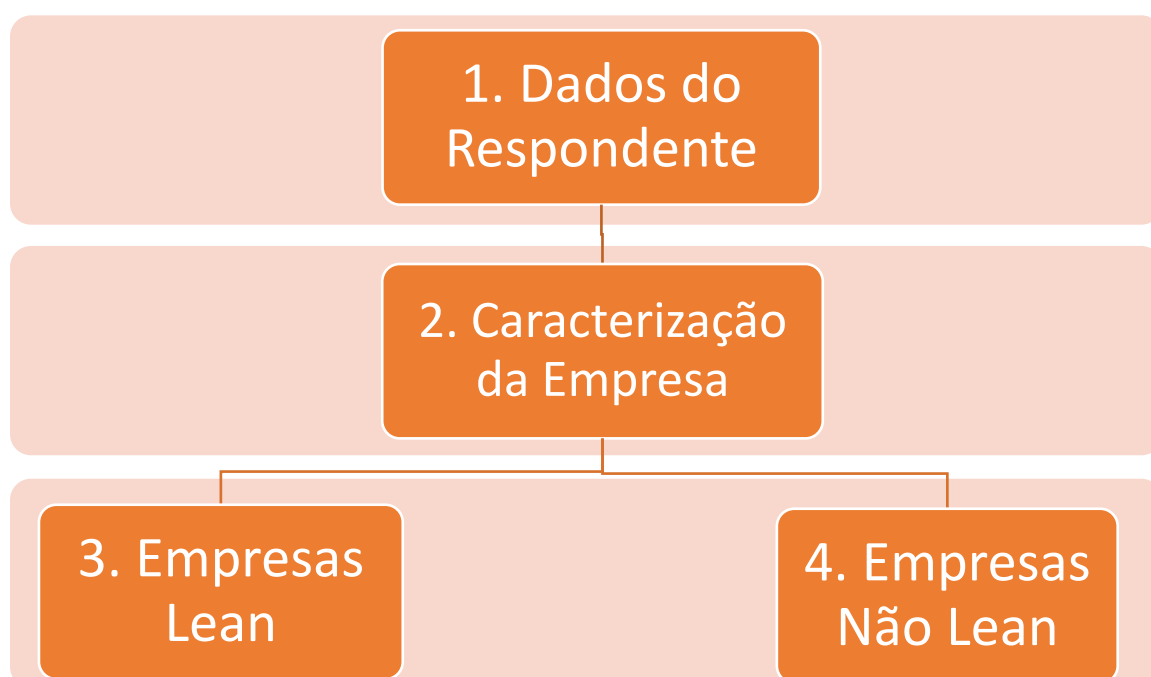 1. Dados do
Respondente
2. Caracterização
da Empresa
3. Empresas
Lean
4. Empresas
Não Lean